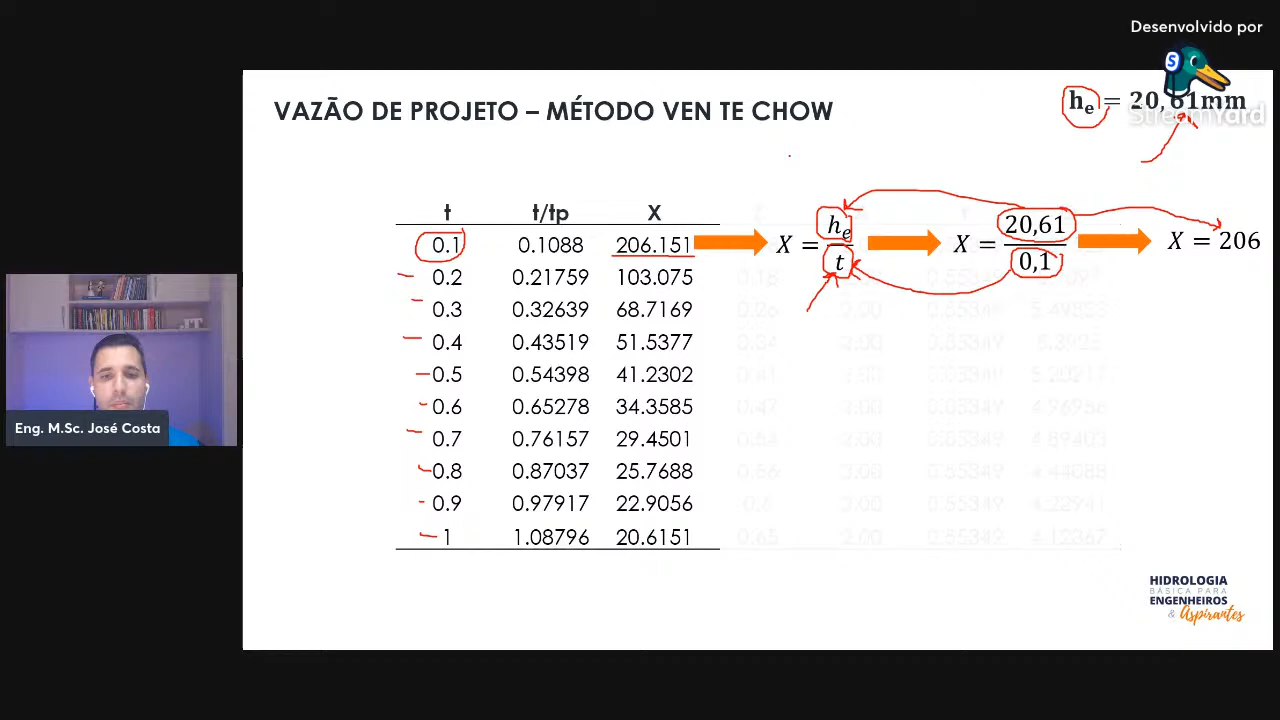 Desenvolvido por
S
StreamYard
VAZÃO DE PROJETO – MÉTODO VEN TE CHOW
hₑ = 20,61mm
t t/tp X
0.1 0.1088 206.151
X = hₑ/t
X = 20,61/0,1
X = 206
0.2 0.21759 103.075
0.3 0.32639 68.7169
0.4 0.43519 51.5377
0.5 0.54398 41.2302
0.6 0.65278 34.3585
0.7 0.76157 29.4501
0.8 0.87037 25.7688
0.9 0.97917 22.9056
1 1.08796 20.6151
Eng. M.Sc. José Costa
HIDROLOGIA
BÁSICA PARA
ENGENHEIROS
& Aspirantes